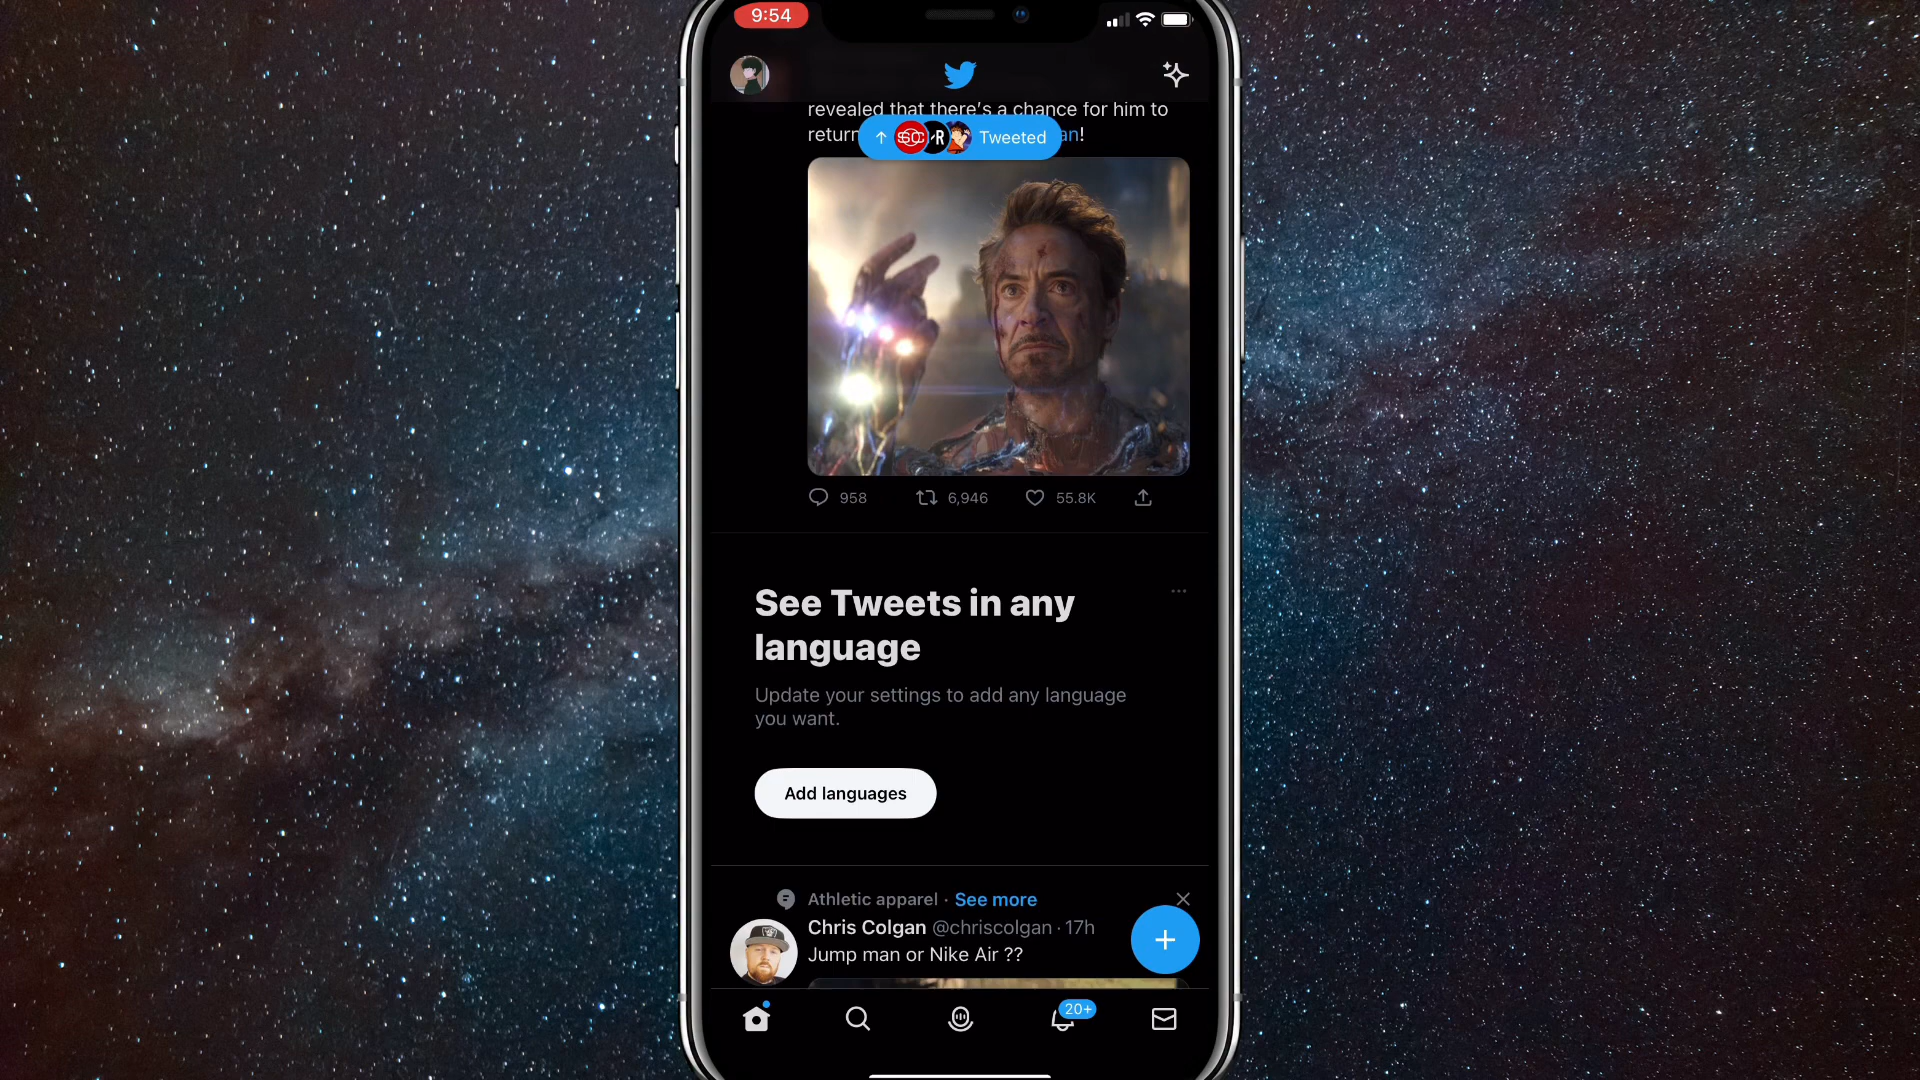 9:54
revealed that there's a chance for him to
return
an!
SC
R
Tweeted
958
6,946
55.8K
See Tweets in any
language
Update your settings to add any language
you want.
Add languages
Athletic apparel · See more
Chris Colgan @chriscolgan · 17h
Jump man or Nike Air ??
20+